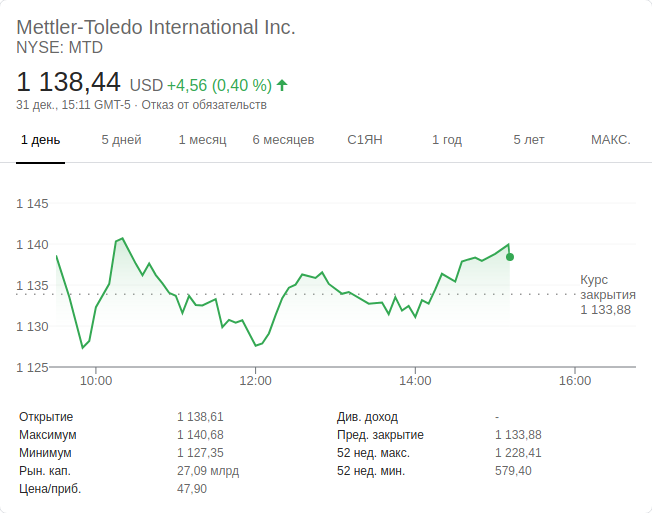 Mettler-Toledo International Inc.
NYSE: MTD
1 138,44 USD +4,56 (0,40 %)
31 дек., 15:11 GMT-5 · Отказ от обязательств
1 день 5 дней 1 месяц 6 месяцев С1ЯН 1 год 5 лет МАКС.
1 145
1 140
1 135
1 130
1 125
Курс
закрытия
1 133,88
10:00 12:00 14:00 16:00
Открытие 1 138,61 Див. доход -
Максимум 1 140,68 Пред. закрытие 1 133,88
Минимум 1 127,35 52 нед. макс. 1 228,41
Рын. кап. 27,09 млрд 52 нед. мин. 579,40
Цена/приб. 47,90